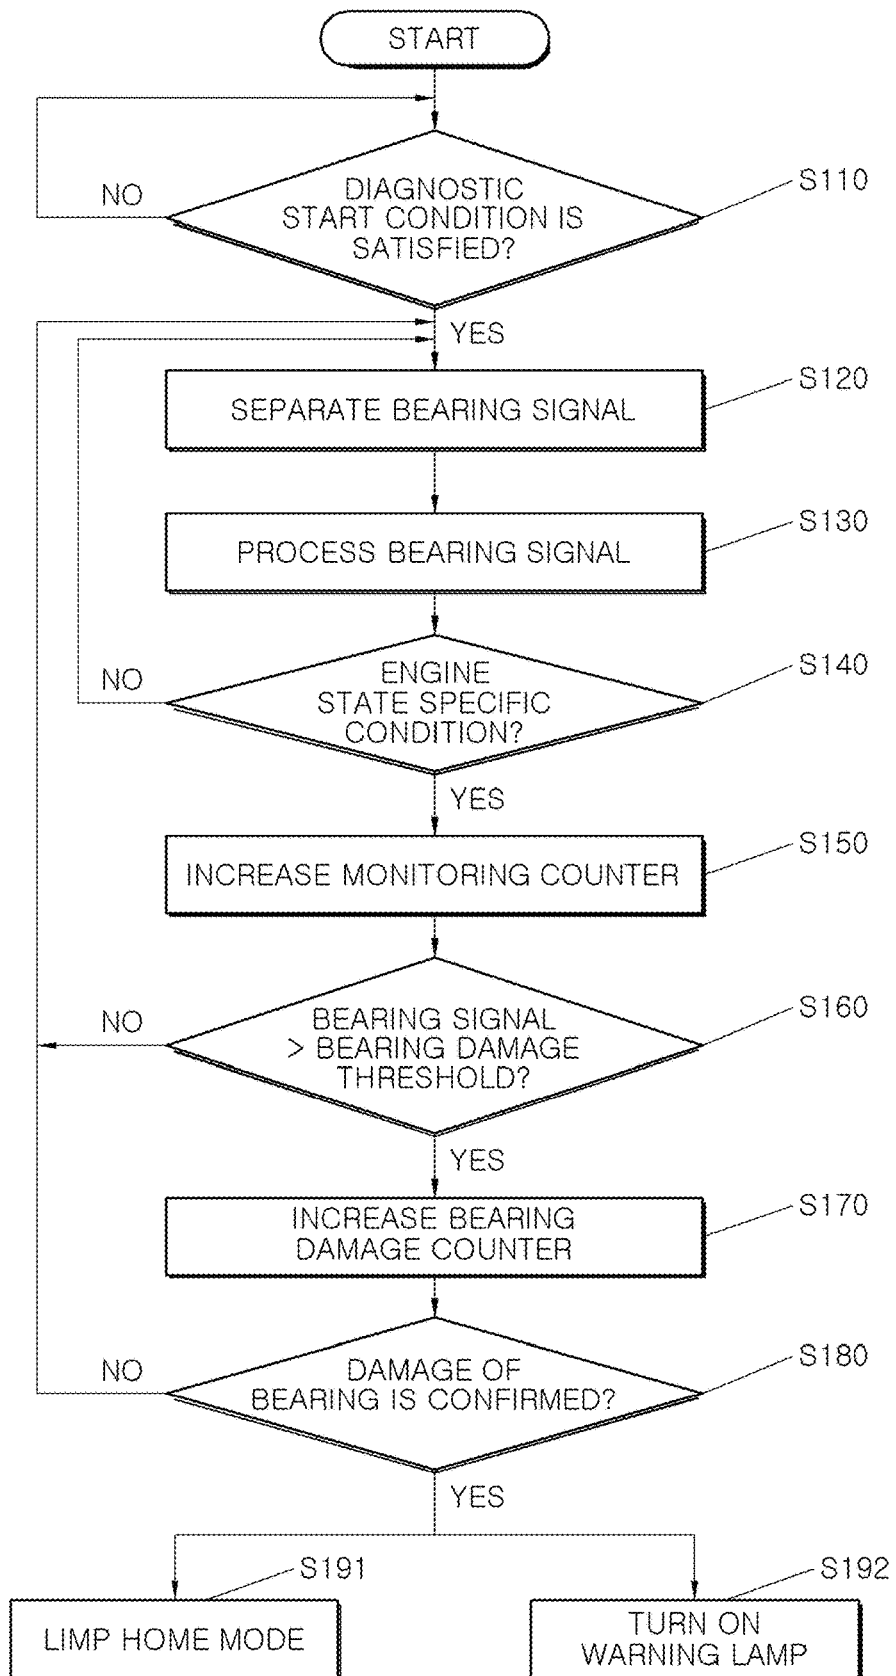 START
NO
DIAGNOSTIC
START CONDITION IS
SATISFIED?
S110
YES
SEPARATE BEARING SIGNAL
S120
PROCESS BEARING SIGNAL
S130
NO
ENGINE
STATE SPECIFIC
CONDITION?
S140
YES
INCREASE MONITORING COUNTER
S150
NO
BEARING SIGNAL
> BEARING DAMAGE
THRESHOLD?
S160
YES
INCREASE BEARING
DAMAGE COUNTER
S170
NO
DAMAGE OF
BEARING IS CONFIRMED?
S180
YES
S191
LIMP HOME MODE
S192
TURN ON
WARNING LAMP